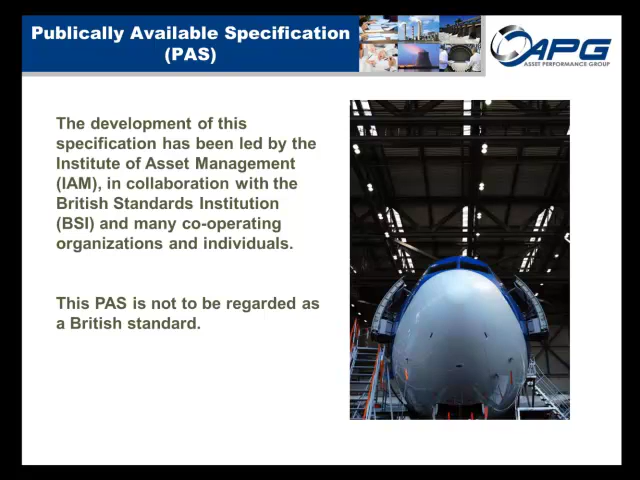 Publically Available Specification
(PAS)
APG
ASSET PERFORMANCE GROUP
The development of this
specification has been led by the
Institute of Asset Management
(IAM), in collaboration with the
British Standards Institution
(BSI) and many co-operating
organizations and individuals.
This PAS is not to be regarded as
a British standard.